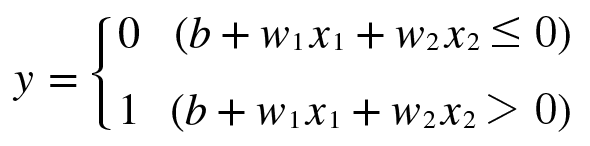 y = { 0 (b + w₁x₁ + w₂x₂ ≤ 0)
1 (b + w₁x₁ + w₂x₂ > 0)